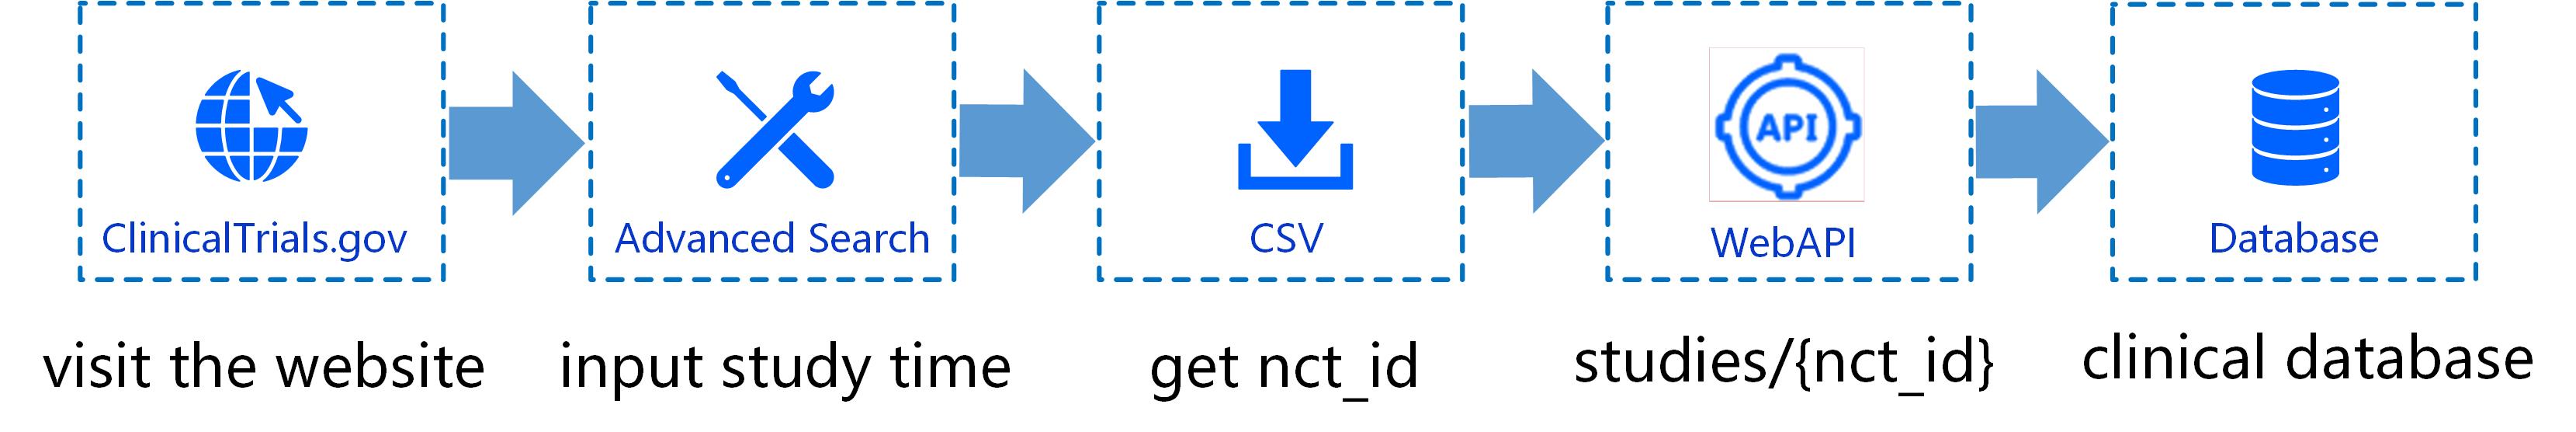 ClinicalTrials.gov
Advanced Search
CSV
API
WebAPI
Database
visit the website
input study time
get nct_id
studies/{nct_id}
clinical database